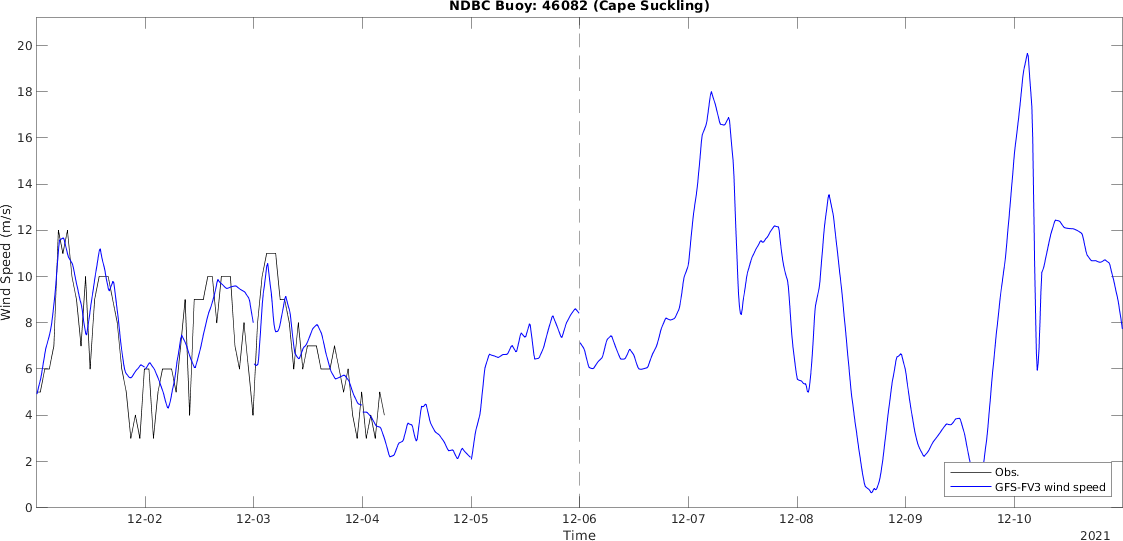 NDBC Buoy: 46082 (Cape Suckling)
Wind Speed (m/s)
20
18
16
14
12
10
8
6
4
2
0
Obs.
GFS-FV3 wind speed
12-02 12-03 12-04 12-05 12-06 12-07 12-08 12-09 12-10
Time
2021